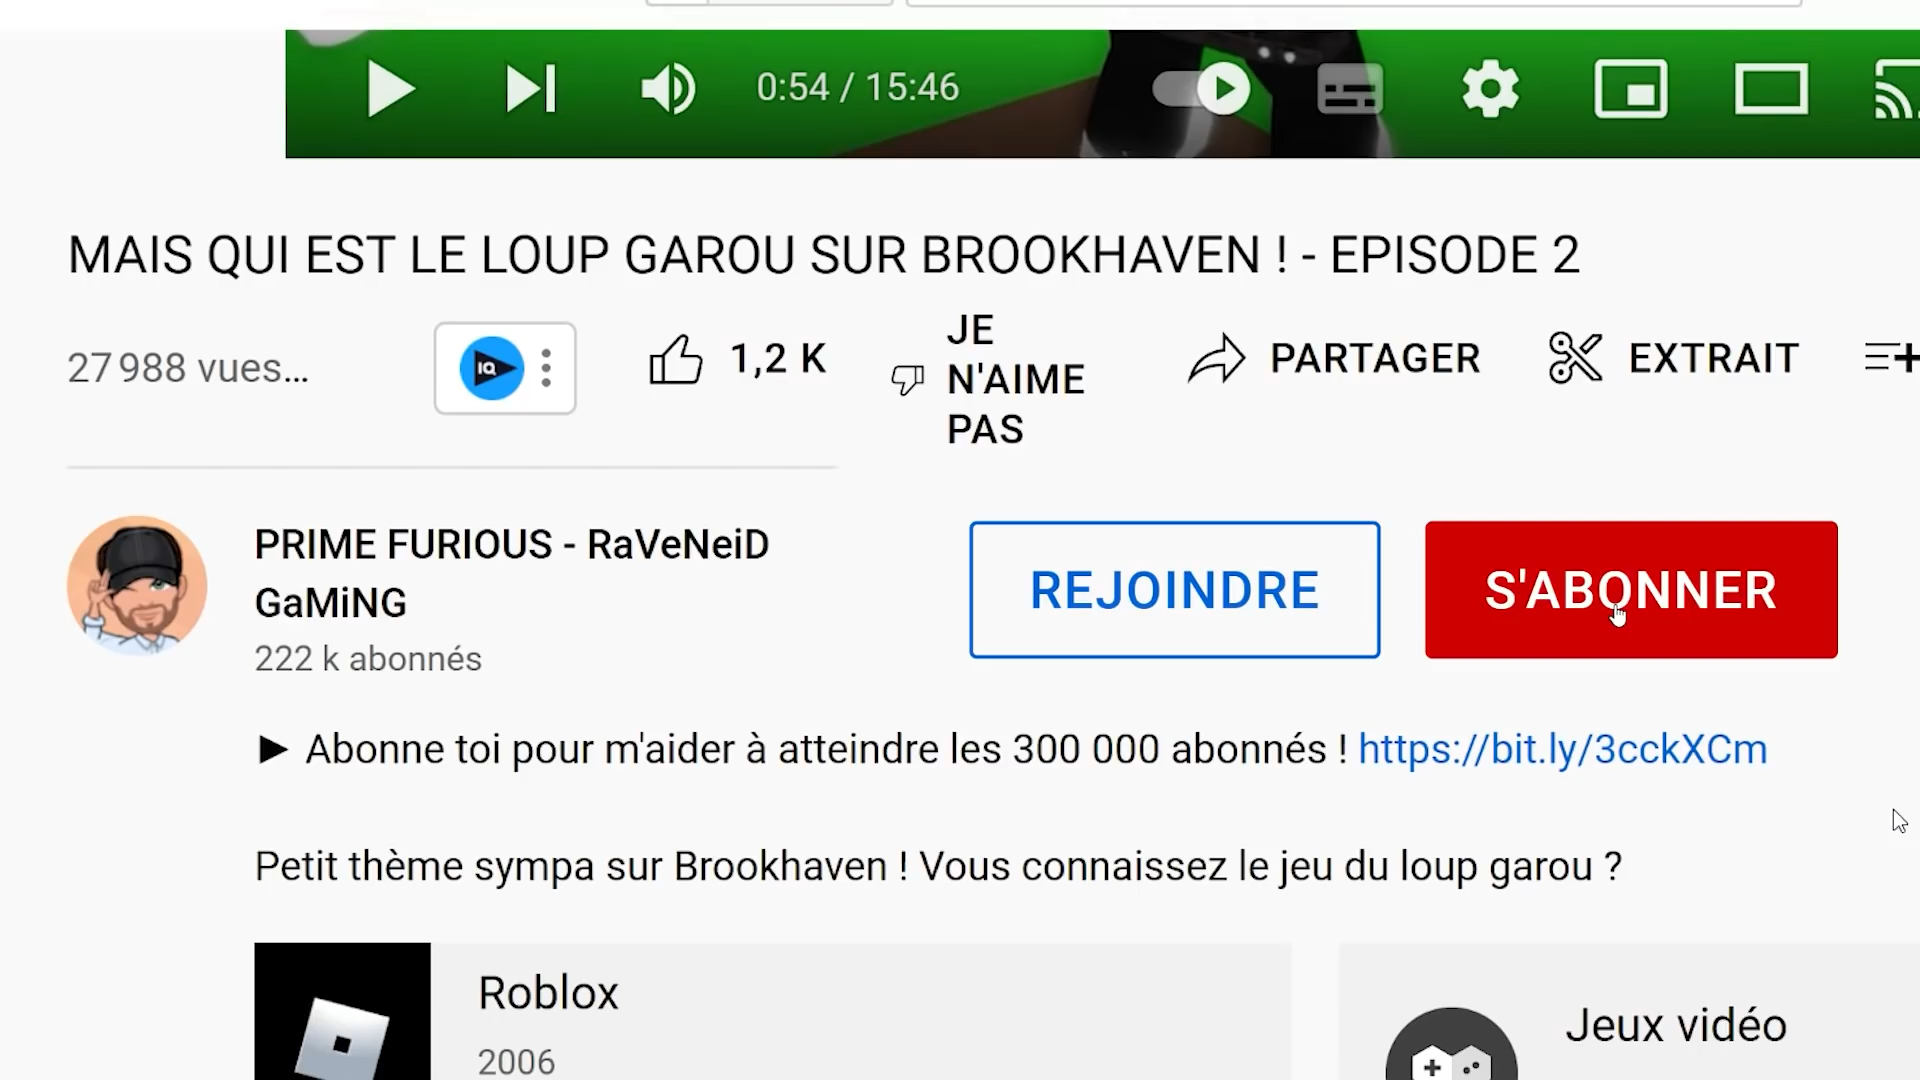 0:54 / 15:46
MAIS QUI EST LE LOUP GAROU SUR BROOKHAVEN ! - EPISODE 2
27 988 vues...
IQ
1,2 K
JE
N'AIME
PAS
PARTAGER
EXTRAIT
PRIME FURIOUS - RaVeNeiD
GaMiNG
222 k abonnés
REJOINDRE
S'ABONNER
► Abonne toi pour m'aider à atteindre les 300 000 abonnés ! https://bit.ly/3cckXCm
Petit thème sympa sur Brookhaven ! Vous connaissez le jeu du loup garou ?
Roblox
2006
Jeux vidéo